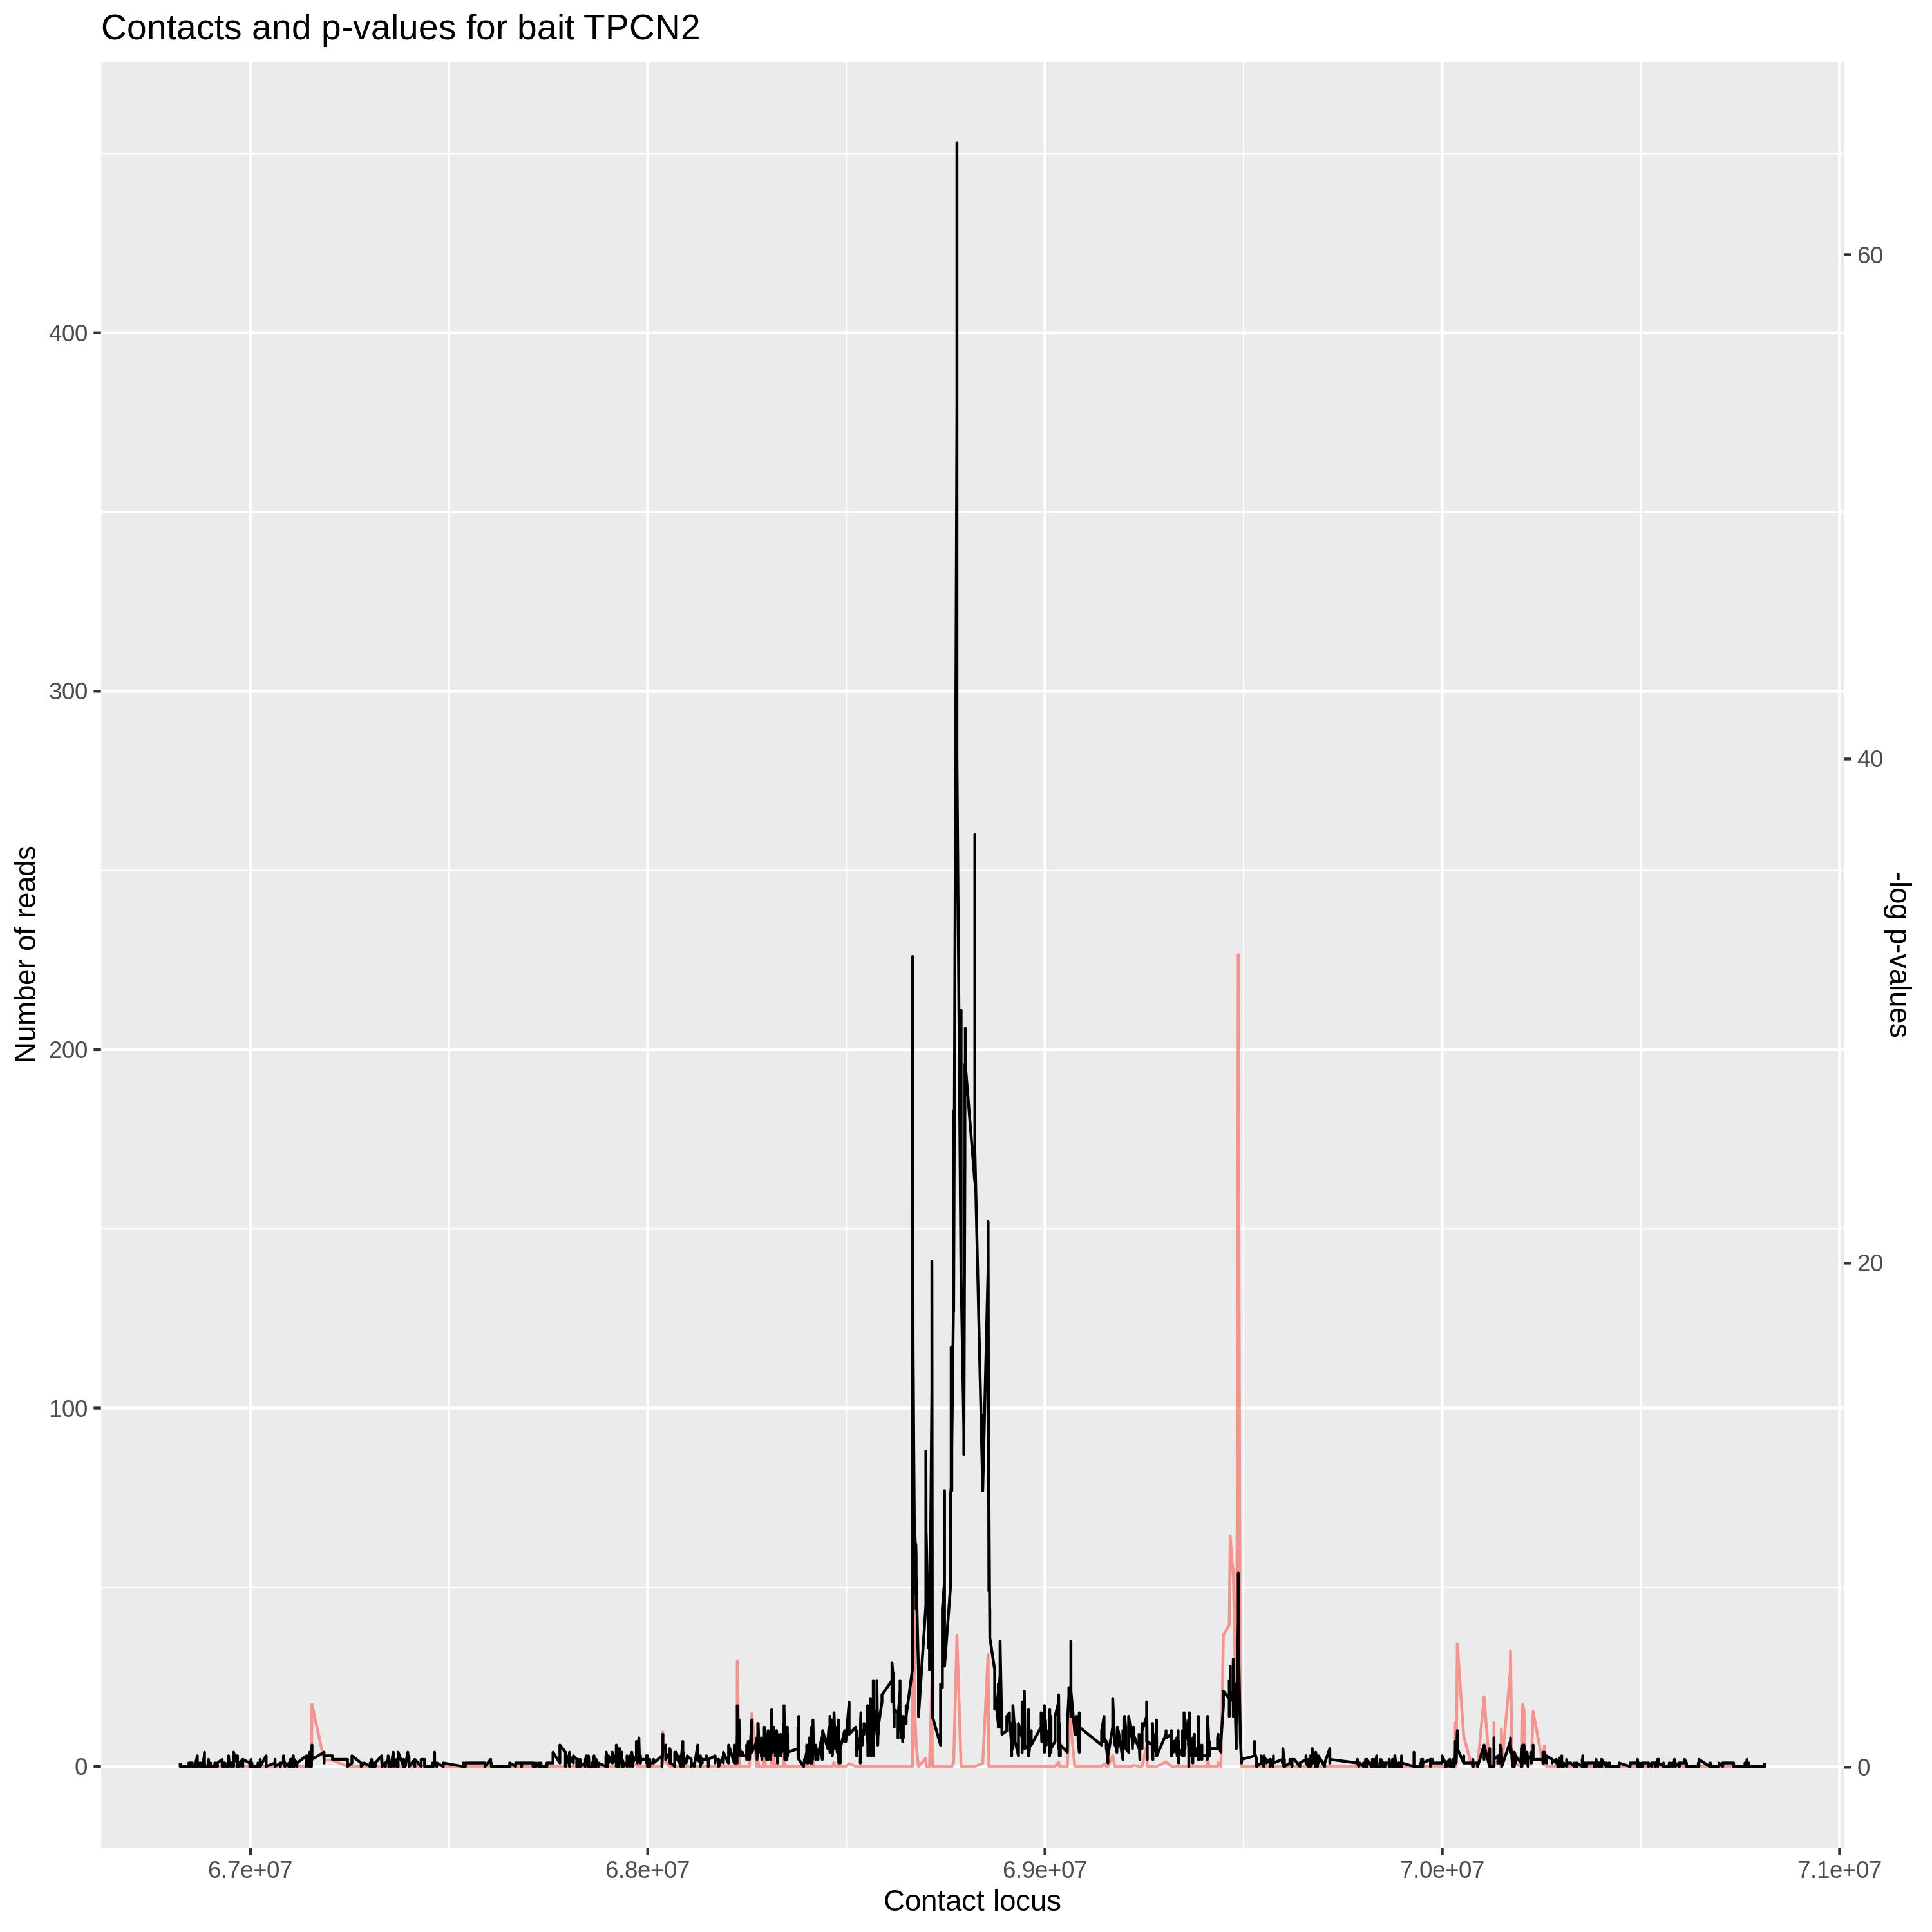 Contacts and p-values for bait TPCN2
400
300
200
100
0
Number of reads
60
40
20
0
-log p-values
6.7e+07
6.8e+07
6.9e+07
7.0e+07
7.1e+07
Contact locus